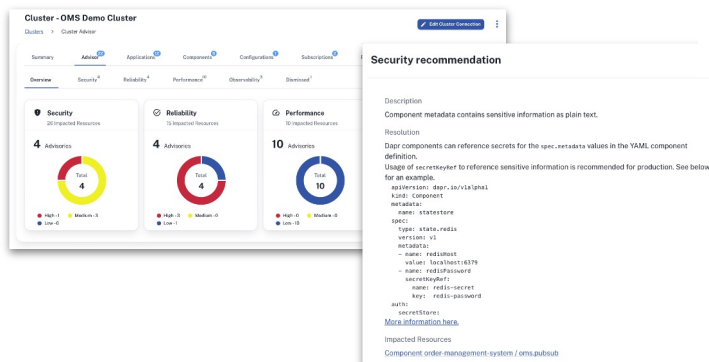 Cluster - OMS Demo Cluster
Edit Cluster Connection
Clusters > Cluster Advisor
Summary Advisor Applications Components Configurations Subscriptions
Overview Security 4 Reliability 4 Performance 10 Observability Dismissed 1
Security
20 Impacted Resources
4 Advisories
Total
4
High - 1 Medium - 3
Low - 0
Reliability
15 Impacted Resources
4 Advisories
Total
4
High - 3 Medium - 0
Low - 1
Performance
10 Impacted Resources
10 Advisories
Total
10
High - 0 Medium - 0
Low - 10
Security recommendation
Description
Component metadata contains sensitive information as plain text.
Resolution
Dapr components can reference secrets for the spec.metadata values in the YAML component
definition.
Usage of secretKeyRef to reference sensitive information is recommended for production. See below
for an example.
apiVersion: dapr.io/v1alpha1
kind: Component
metadata:
name: statestore
spec:
type: state.redis
version: v1
metadata:
- name: redisHost
value: localhost:6379
- name: redisPassword
secretKeyRef:
name: redis-secret
key: redis-password
auth:
secretStore:
More information here.
Impacted Resources
Component order-management-system / oms.pubsub